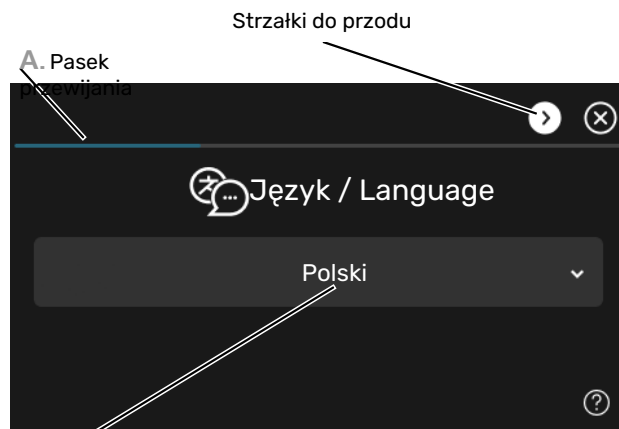 Strzałki do przodu
A. Pasek
przewijania
Język / Language
Polski